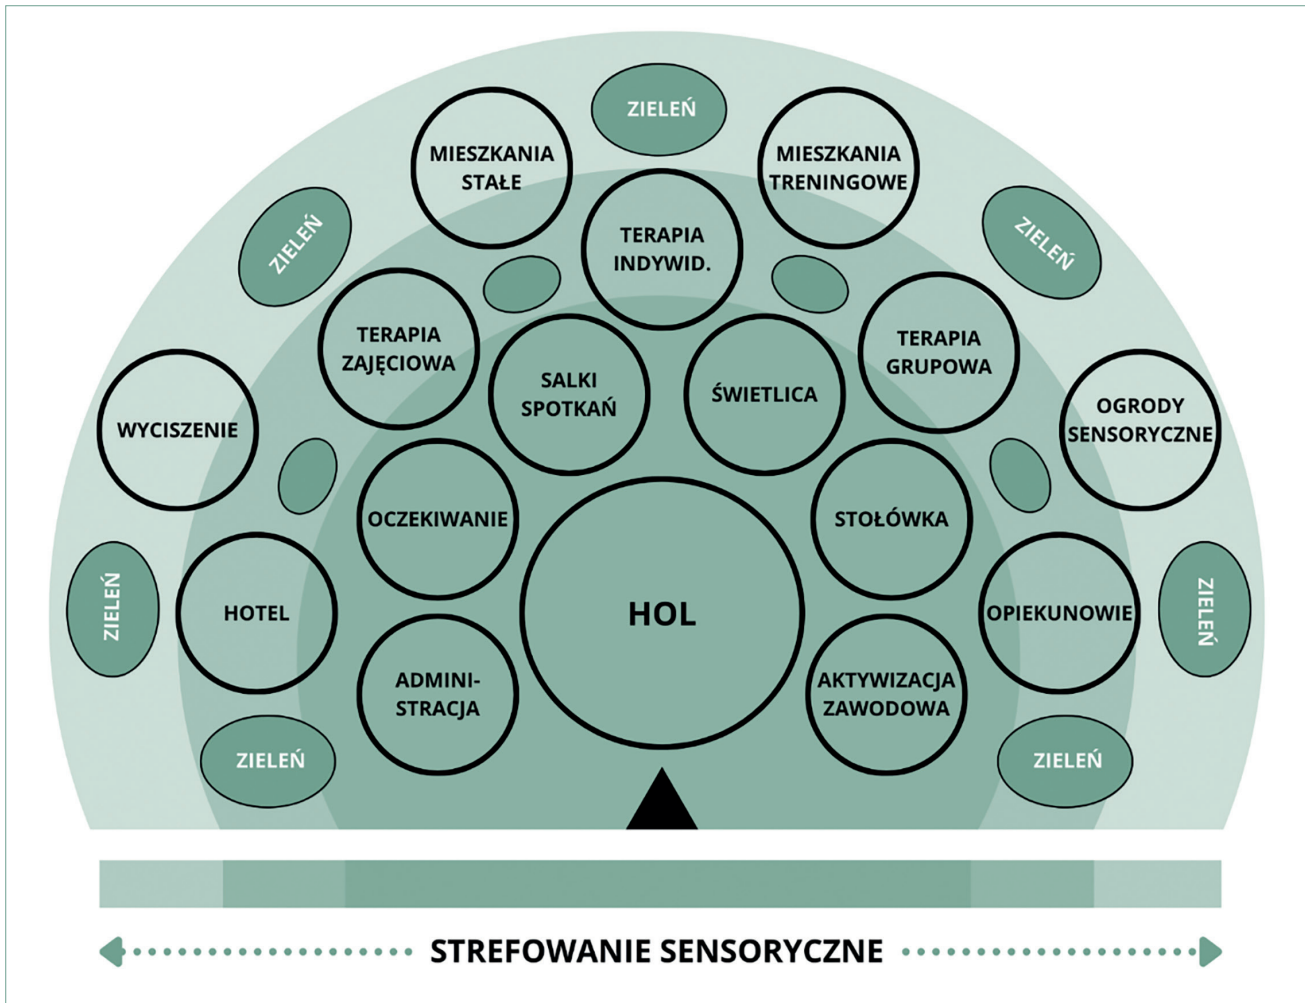 ZIELEŃ
MIESZKANIA
STAŁE
MIESZKANIA
TRENINGOWE
ZIELEŃ
TERAPIA
INDYWID.
ZIELEŃ
TERAPIA
ZAJĘCIOWA
TERAPIA
GRUPOWA
SALKI
SPOTKAŃ
ŚWIETLICA
WYCISZENIE
OGRODY
SENSORYCZNE
OCZEKIWANIE
STOŁÓWKA
ZIELEŃ
HOTEL
HOL
OPIEKUNOWIE
ZIELEŃ
ADMINI-
STRACJA
AKTYWIZACJA
ZAWODOWA
ZIELEŃ
ZIELEŃ
STREFOWANIE SENSORYCZNE